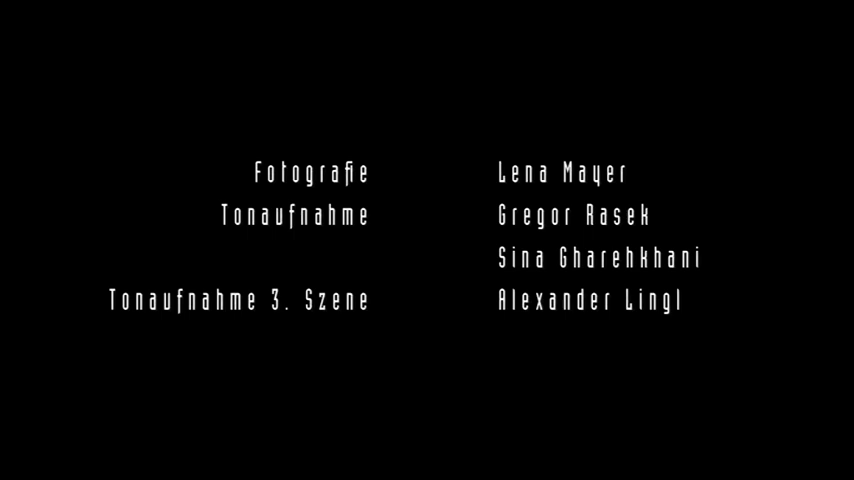 Fotografie Lena Mayer
Tonaufnahme Gregor Rasek
Sina Gharehkhani
Tonaufnahme 3. Szene Alexander Lingl